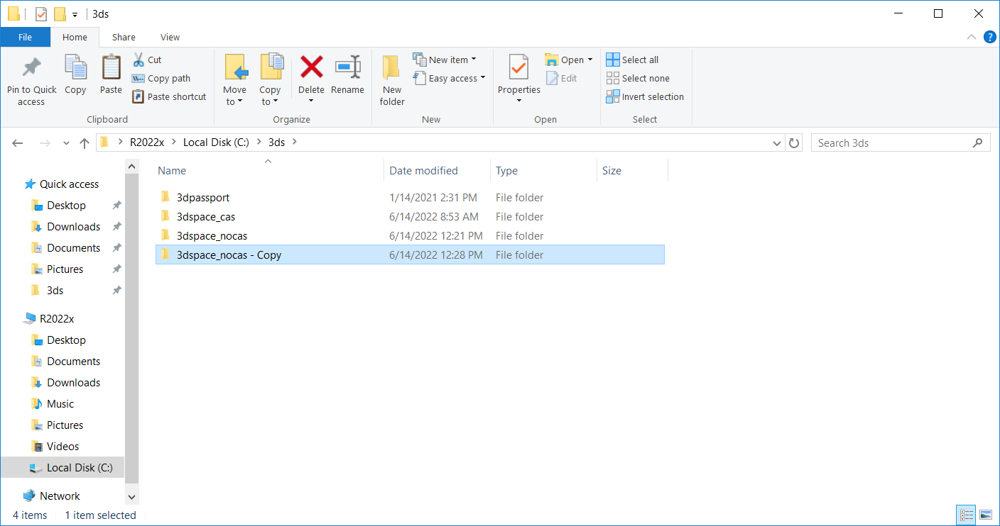 3ds
File Home Share View
Pin to Quick access
Copy
Paste
Cut
Copy path
Paste shortcut
Clipboard
Move to
Copy to
Delete
Rename
Organize
New folder
New item
Easy access
New
Properties
Open
Edit
Open
Select all
Select none
Invert selection
Select
R2022x > Local Disk (C:) > 3ds >
Search 3ds
Quick access
Desktop
Downloads
Documents
Pictures
3ds
R2022x
Desktop
Documents
Downloads
Music
Pictures
Videos
Local Disk (C:)
Network
Name Date modified Type Size
3dpassport 1/14/2021 2:31 PM File folder
3dspace_cas 6/14/2022 8:53 AM File folder
3dspace_nocas 6/14/2022 12:21 PM File folder
3dspace_nocas - Copy 6/14/2022 12:28 PM File folder
4 items 1 item selected